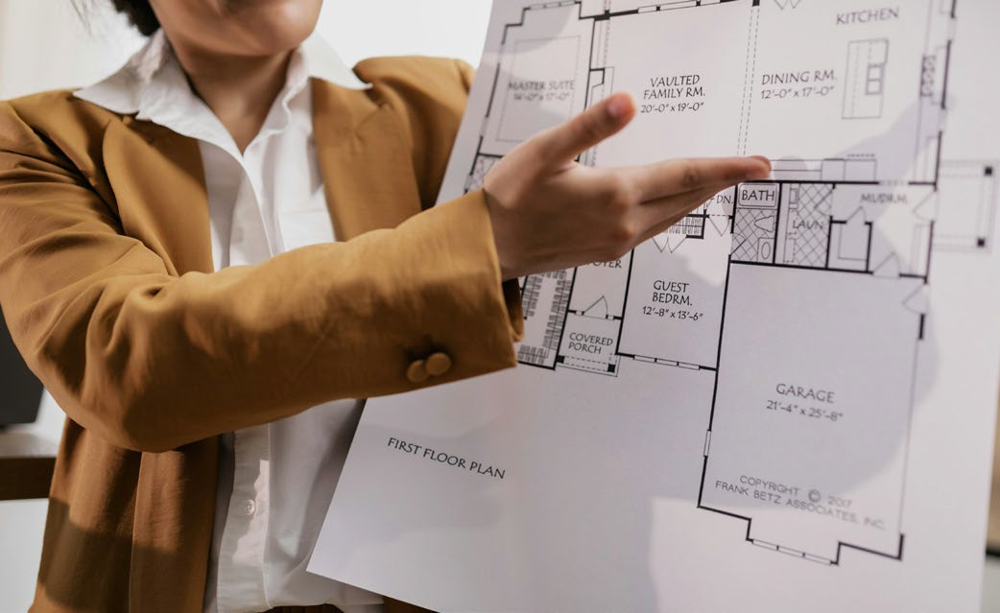 KITCHEN
MASTER SUITE
14'-0" x 17'-0"
VAULTED
FAMILY RM.
20'-0" x 19'-0"
DINING RM.
12'-0" x 17'-0"
DN.
BATH
LAUN.
MUDRM.
GUEST
BEDRM.
12'-8" x 13'-6"
COVERED
PORCH
GARAGE
21'-4" x 25'-8"
FIRST FLOOR PLAN
COPYRIGHT © 2017
FRANK BETZ ASSOCIATES, INC.